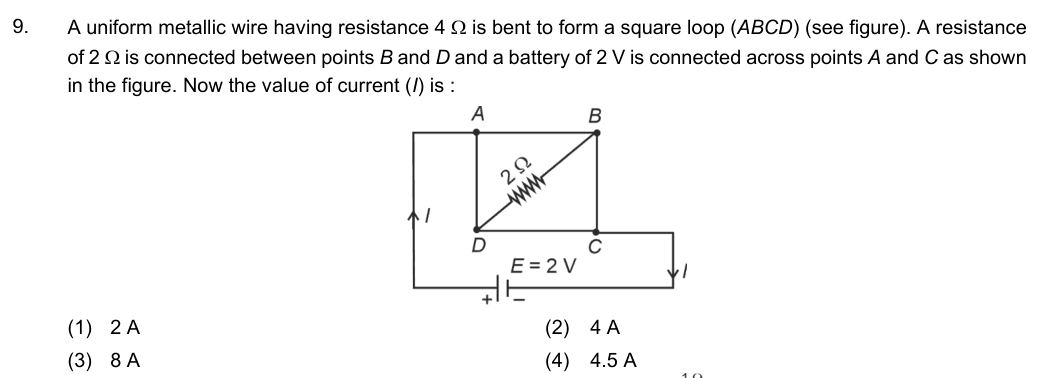 9. A uniform metallic wire having resistance 4 Ω is bent to form a square loop (ABCD) (see figure). A resistance
of 2 Ω is connected between points B and D and a battery of 2 V is connected across points A and C as shown
in the figure. Now the value of current (I) is :
A B
2 Ω
I
D C
E = 2 V
I
+ –
(1) 2 A (2) 4 A
(3) 8 A (4) 4.5 A